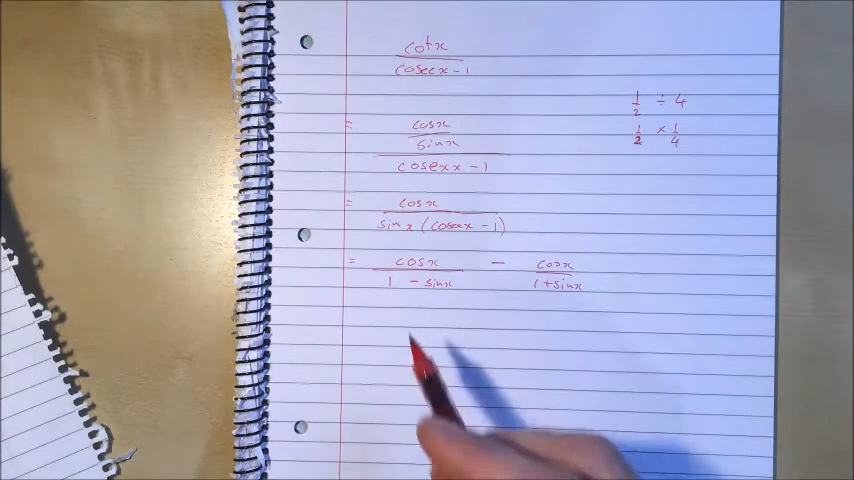 cotx
cosecx - 1
= cosx
sinx
cosexx - 1
= cosx
sinx (cosecx - 1)
= cosx - cosx
1 - sinx 1 + sinx
1 ÷ 4
2
1 × 1
2 4